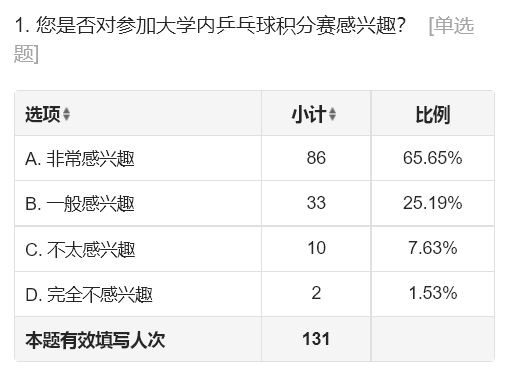 1. 您是否对参加大学内乒乓球积分赛感兴趣? [单选
题]
选项 小计 比例
A. 非常感兴趣 86 65.65%
B. 一般感兴趣 33 25.19%
C. 不太感兴趣 10 7.63%
D. 完全不感兴趣 2 1.53%
本题有效填写人次 131